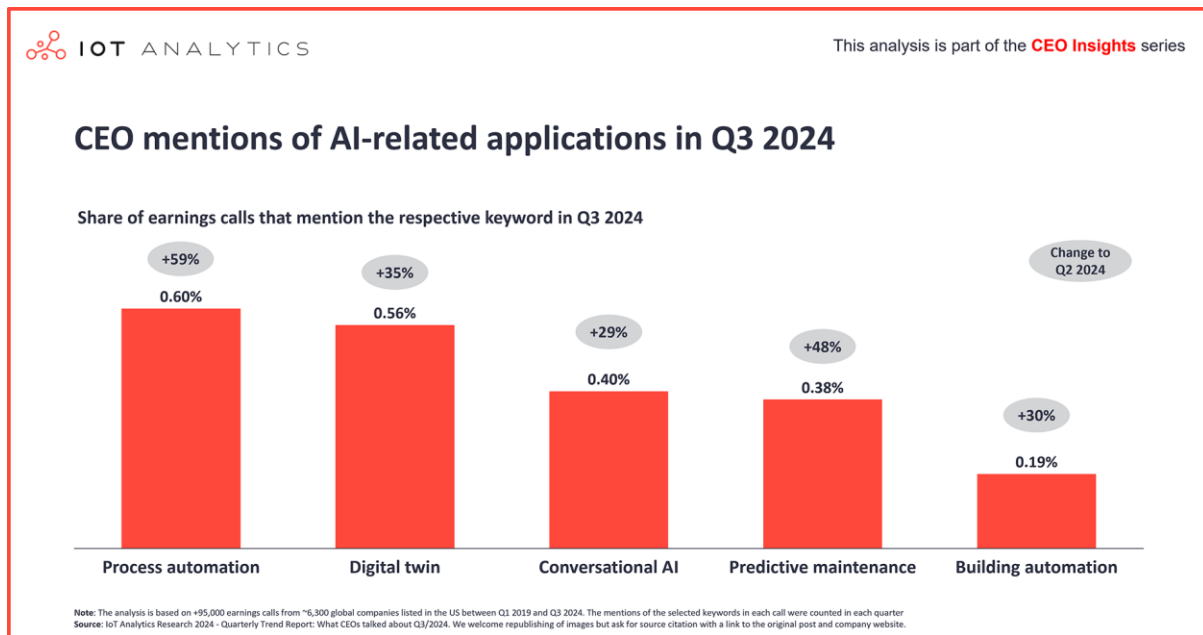 IOT ANALYTICS
This analysis is part of the CEO Insights series
CEO mentions of AI-related applications in Q3 2024
Share of earnings calls that mention the respective keyword in Q3 2024
+59%
0.60%
+35%
0.56%
+29%
0.40%
+48%
0.38%
+30%
0.19%
Change to
Q2 2024
Process automation
Digital twin
Conversational AI
Predictive maintenance
Building automation
Note: The analysis is based on +95,000 earnings calls from ~6,300 global companies listed in the US between Q1 2019 and Q3 2024. The mentions of the selected keywords in each call were counted in each quarter
Source: IoT Analytics Research 2024 - Quarterly Trend Report: What CEOs talked about Q3/2024. We welcome republishing of images but ask for source citation with a link to the original post and company website.